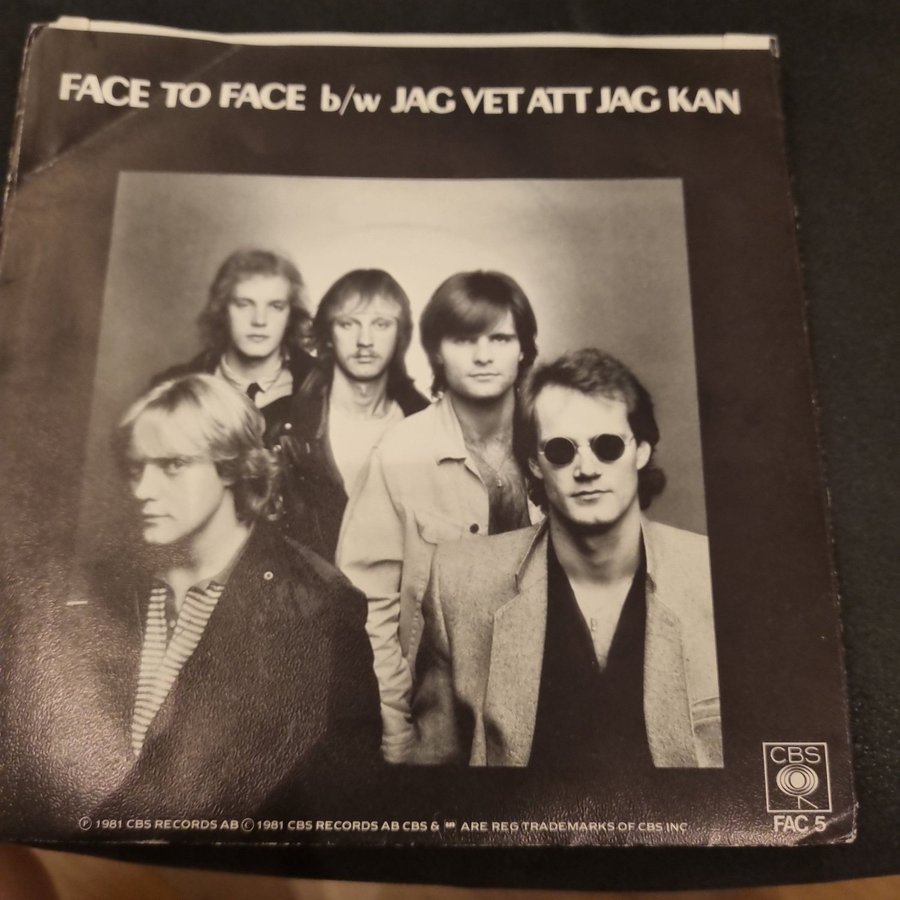 FACE TO FACE b/w JAG VET ATT JAG KAN
CBS
FAC 5
℗ 1981 CBS RECORDS AB © 1981 CBS RECORDS AB CBS & ARE REG TRADEMARKS OF CBS INC